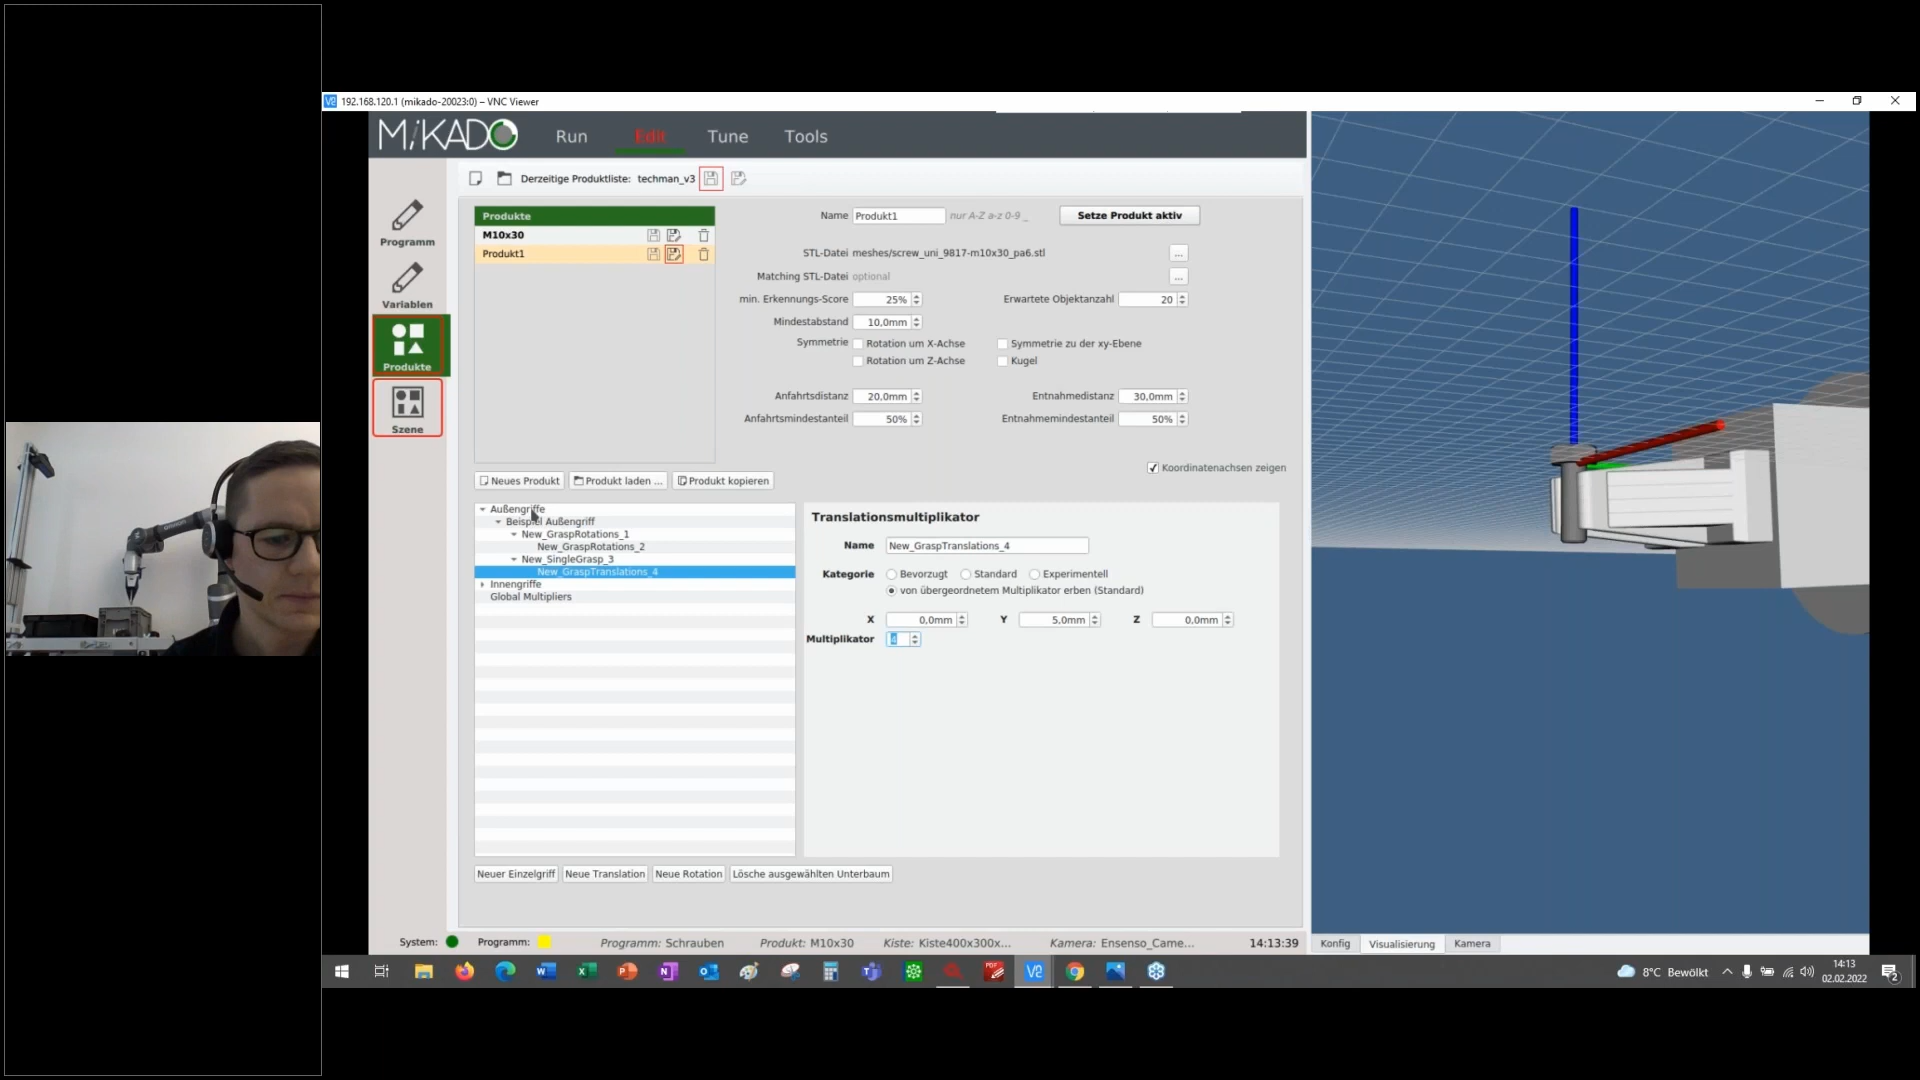 192.168.120.1 (mikado-20023:0) – VNC Viewer
MiKADO
Run
Edit
Tune
Tools
Derzeitige Produktliste: techman_v3
Programm
Variablen
Produkte
Szene
Produkte
M10x30
Produkt1
Name Produkt1 nur A-Z a-z 0-9 _
Setze Produkt aktiv
STL-Datei meshes/screw_uni_9817-m10x30_pa6.stl ...
Matching STL-Datei optional ...
min. Erkennungs-Score 25% Erwartete Objektanzahl 20
Mindestabstand 10,0mm
Symmetrie Rotation um X-Achse Symmetrie zu der xy-Ebene
Rotation um Z-Achse Kugel
Anfahrtsdistanz 20,0mm Entnahmedistanz 30,0mm
Anfahrtsmindestanteil 50% Entnahmemindestanteil 50%
Koordinatenachsen zeigen
Neues Produkt Produkt laden ... Produkt kopieren
Außengriffe
Beispiel Außengriff
New_GraspRotations_1
New_GraspRotations_2
New_SingleGrasp_3
New_GraspTranslations_4
Innengriffe
Global Multipliers
Translationsmultiplikator
Name New_GraspTranslations_4
Kategorie Bevorzugt Standard Experimentell
von übergeordnetem Multiplikator erben (Standard)
X 0,0mm Y 5,0mm Z 0,0mm
Multiplikator 4
Neuer Einzelgriff Neue Translation Neue Rotation Lösche ausgewählten Unterbaum
System: Programm: Programm: Schrauben Produkt: M10x30 Kiste: Kiste400x300x... Kamera: Ensenso_Came... 14:13:39
Konfig Visualisierung Kamera
8°C Bewölkt
14:13
02.02.2022
2